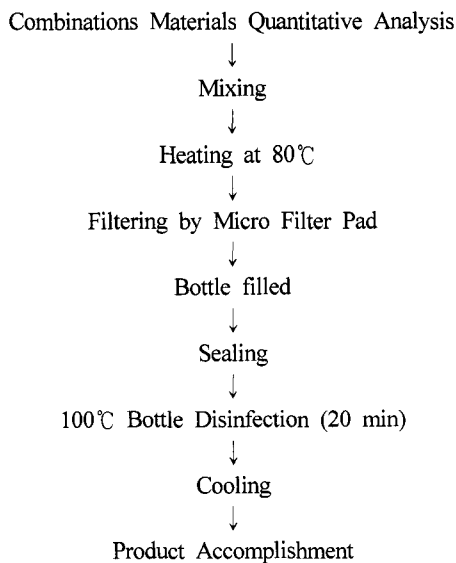 Combinations Materials Quantitative Analysis
↓
Mixing
↓
Heating at 80℃
↓
Filtering by Micro Filter Pad
↓
Bottle filled
↓
Sealing
↓
100℃ Bottle Disinfection (20 min)
↓
Cooling
↓
Product Accomplishment